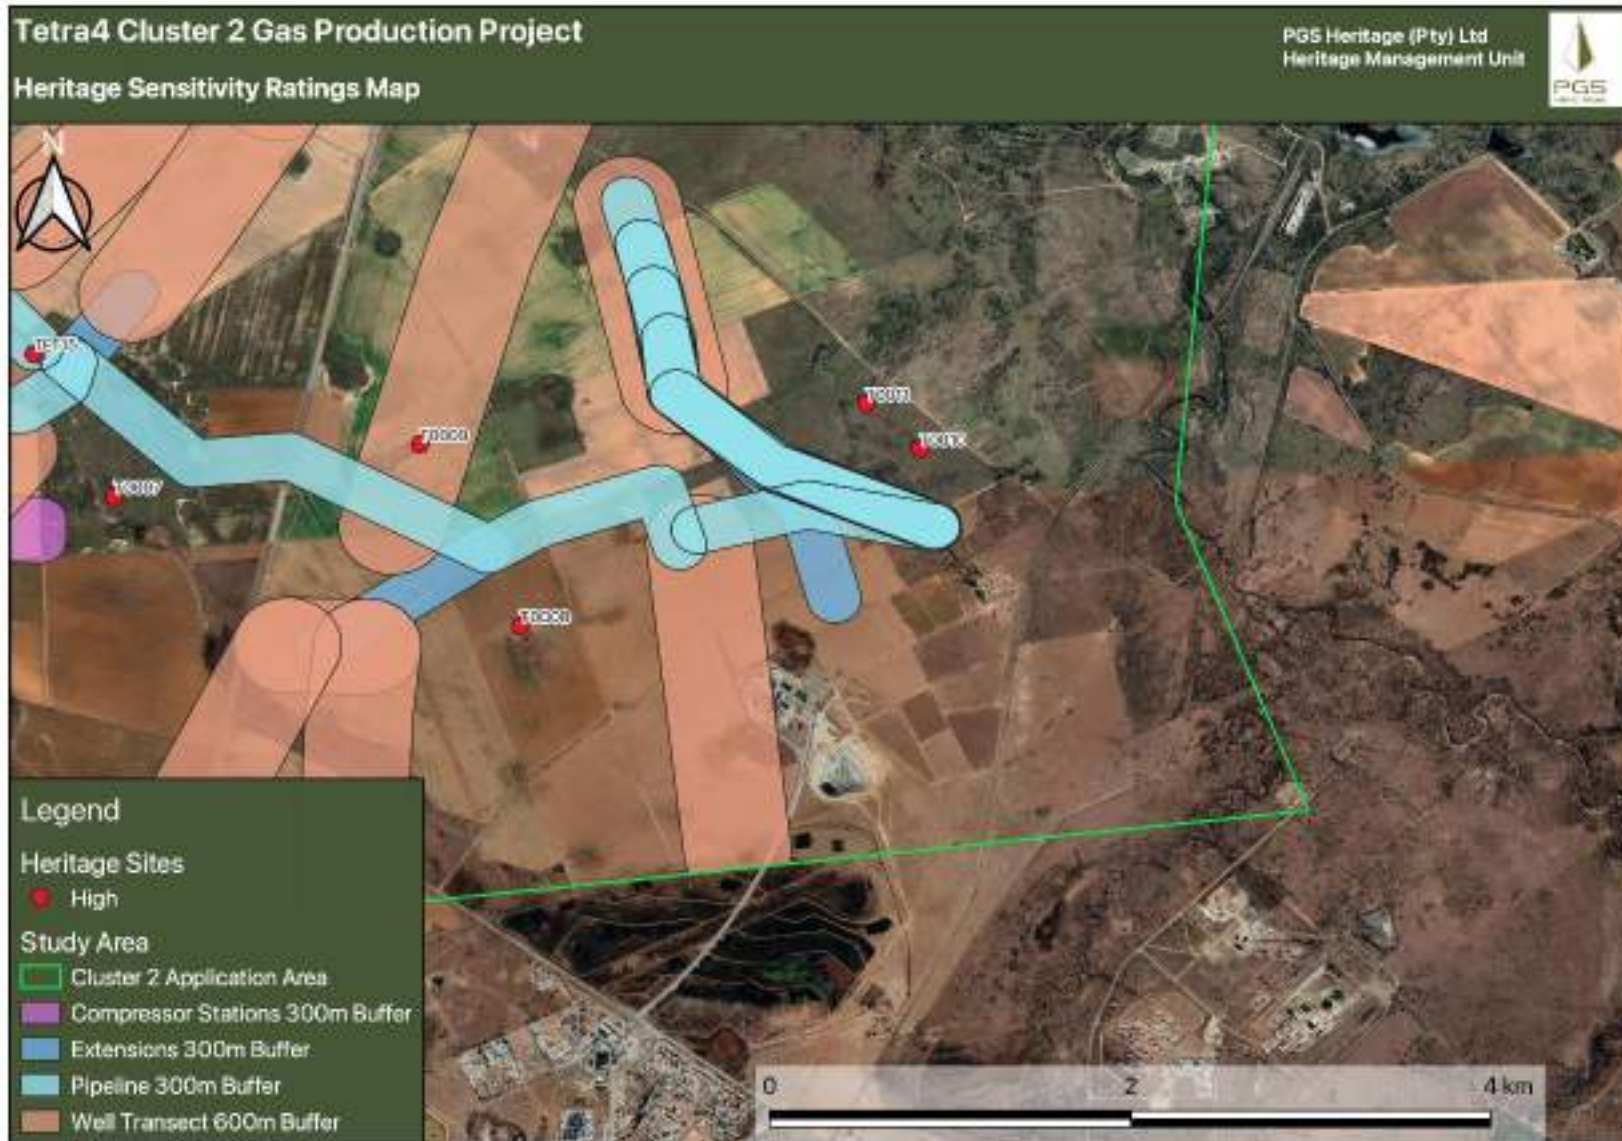 Tetra4 Cluster 2 Gas Production Project
Heritage Sensitivity Ratings Map
PGS Heritage (Pty) Ltd
Heritage Management Unit
PGS
N
Legend
Heritage Sites
High
Study Area
Cluster 2 Application Area
Compressor Stations 300m Buffer
Extensions 300m Buffer
Pipeline 300m Buffer
Well Transect 600m Buffer
0 2 4 km